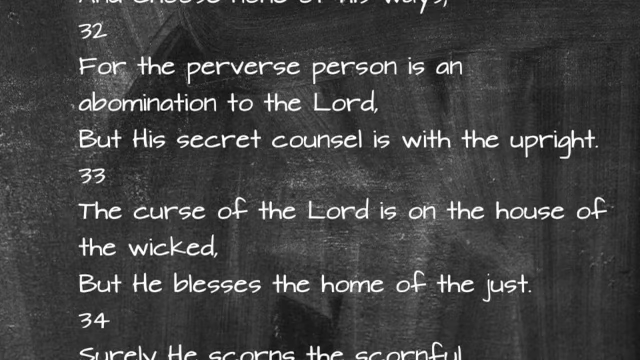 And choose none of his ways;
32
For the perverse person is an
abomination to the Lord,
But His secret counsel is with the upright.
33
The curse of the Lord is on the house of
the wicked,
But He blesses the home of the just.
34
Surely He scorns the scornful